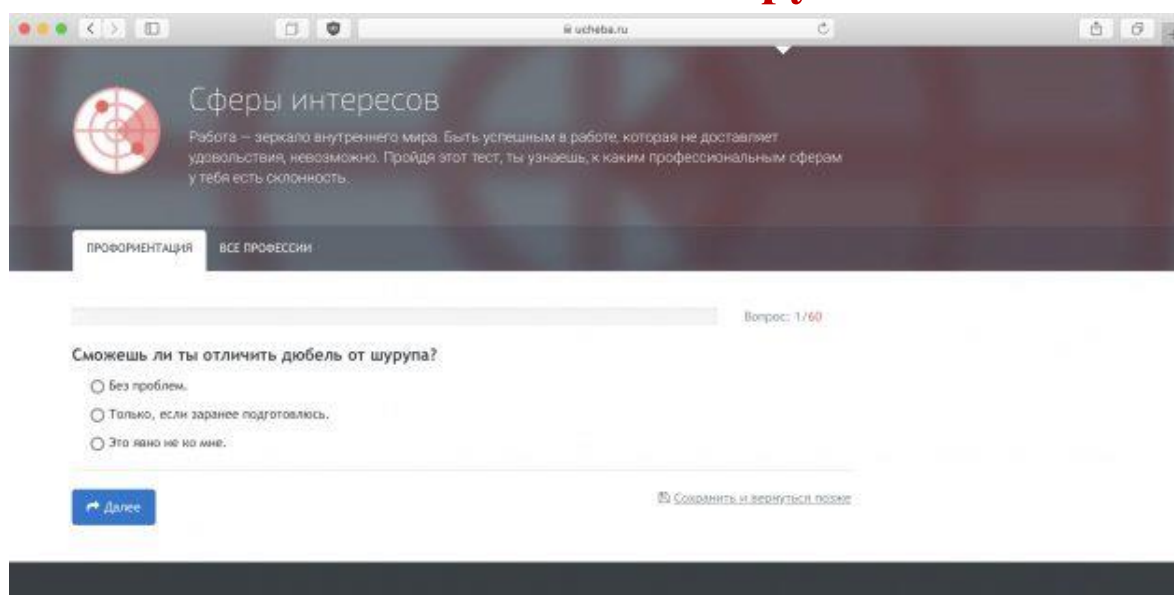 ucheba.ru
Сферы интересов
Работа – зеркало внутреннего мира. Быть успешным в работе, которая не доставляет
удовольствия, невозможно. Пройдя этот тест, ты узнаешь, к каким профессиональным сферам
у тебя есть склонность.
ПРОФОРИЕНТАЦИЯ ВСЕ ПРОФЕССИИ
Вопрос: 1/60
Сможешь ли ты отличить дюбель от шурупа?
Без проблем.
Только, если заранее подготовлюсь.
Это явно не ко мне.
Далее
Сохранить и вернуться позже